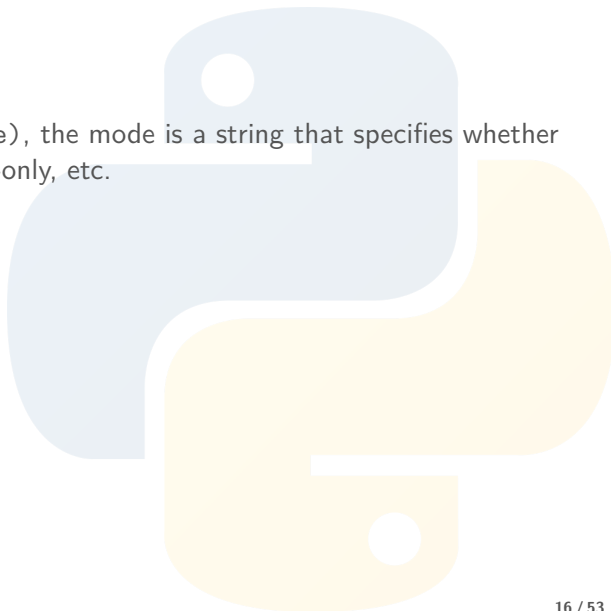 e), the mode is a string that specifies whether
only, etc.
16 / 53